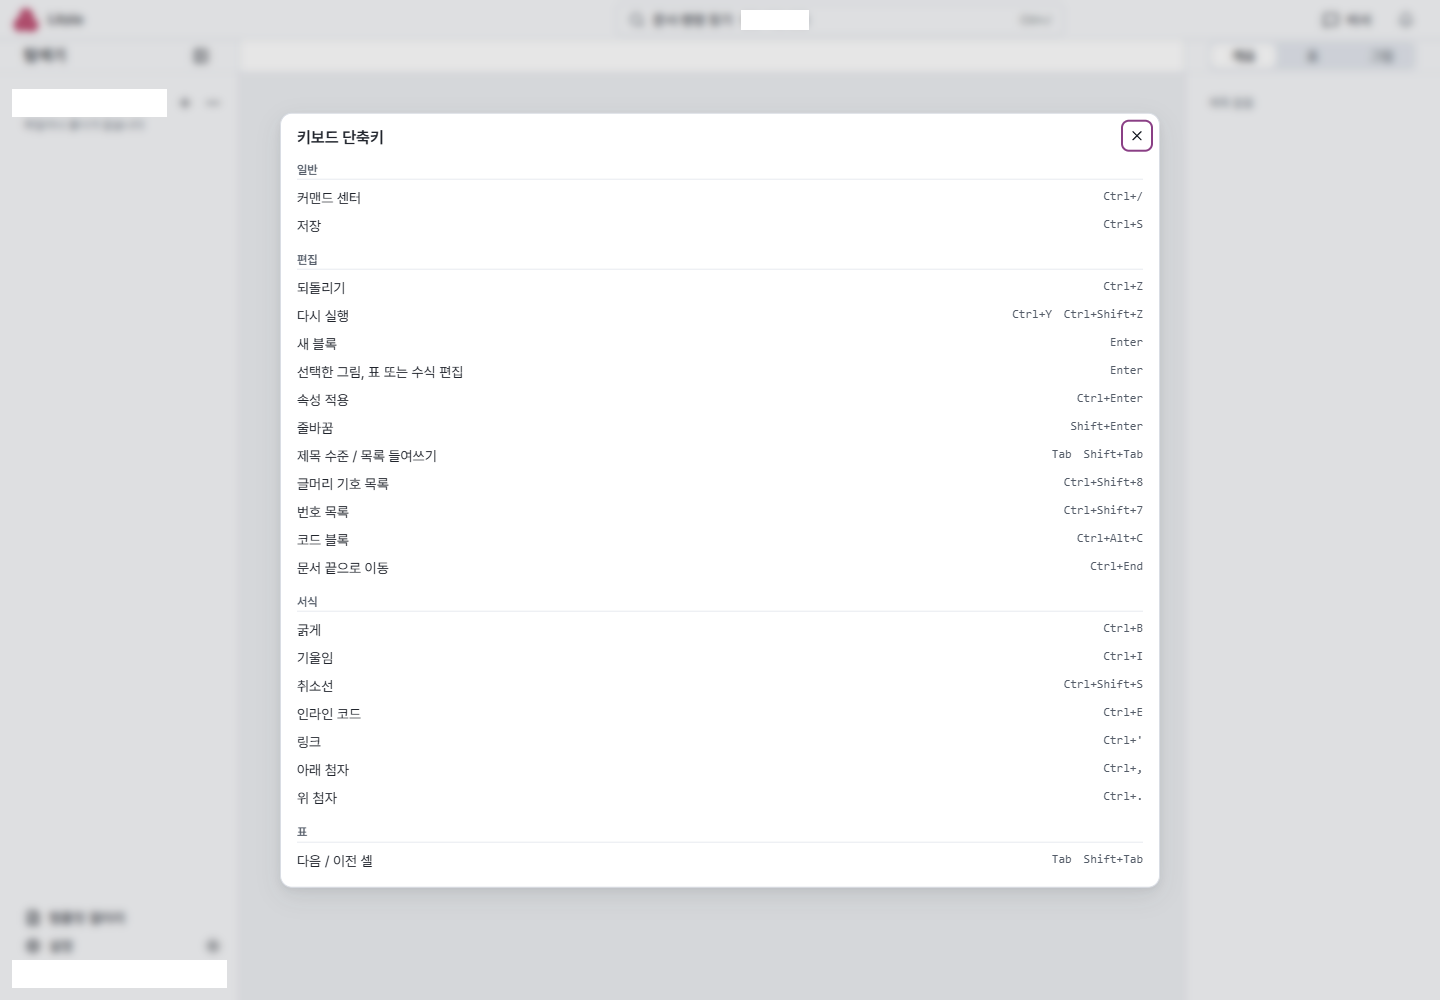 키보드 단축키
일반
커맨드 센터 Ctrl+/
저장 Ctrl+S
편집
되돌리기 Ctrl+Z
다시 실행 Ctrl+Y Ctrl+Shift+Z
새 블록 Enter
선택한 그림, 표 또는 수식 편집 Enter
속성 적용 Ctrl+Enter
줄바꿈 Shift+Enter
제목 수준 / 목록 들여쓰기 Tab Shift+Tab
글머리 기호 목록 Ctrl+Shift+8
번호 목록 Ctrl+Shift+7
코드 블록 Ctrl+Alt+C
문서 끝으로 이동 Ctrl+End
서식
굵게 Ctrl+B
기울임 Ctrl+I
취소선 Ctrl+Shift+S
인라인 코드 Ctrl+E
링크 Ctrl+'
아래 첨자 Ctrl+,
위 첨자 Ctrl+.
표
다음 / 이전 셀 Tab Shift+Tab